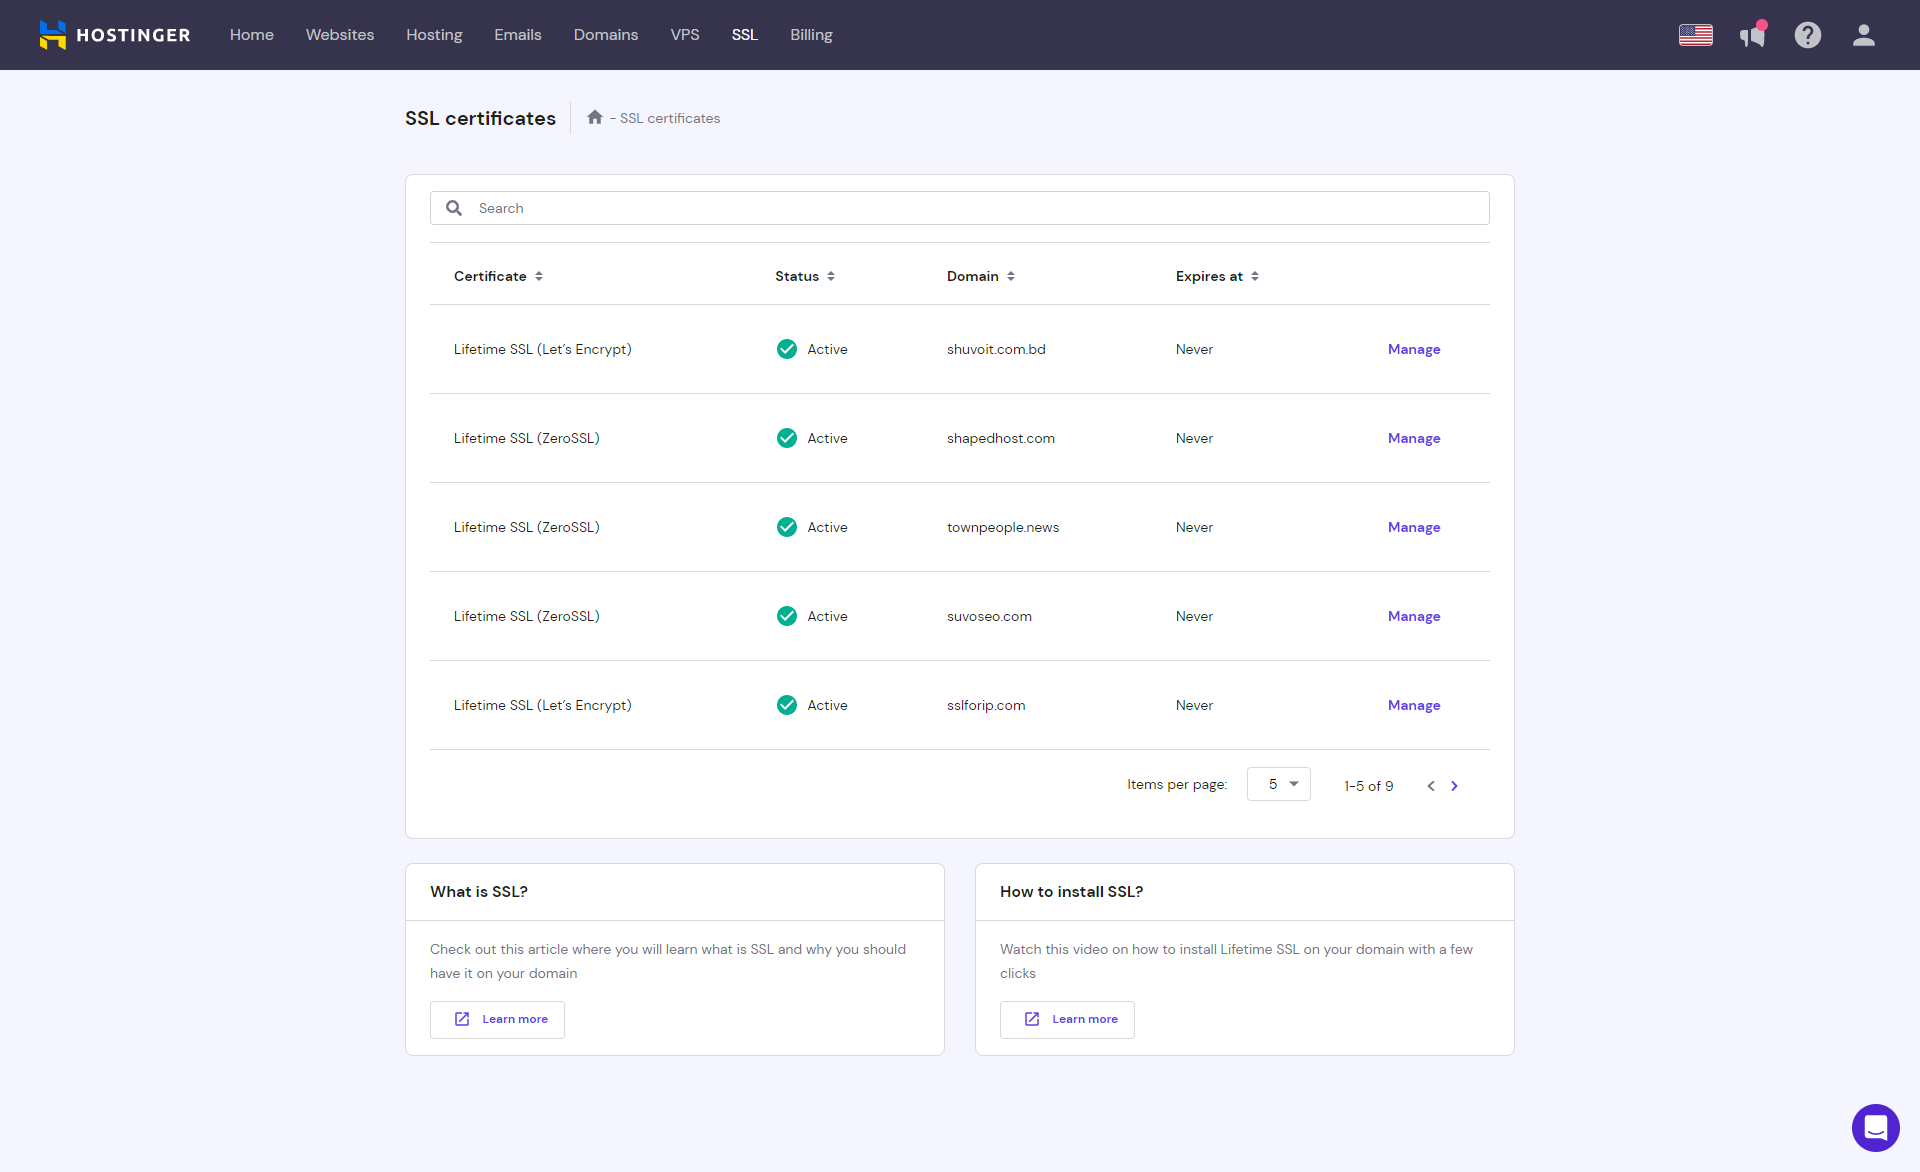 HOSTINGER Home Websites Hosting Emails Domains VPS SSL Billing
SSL certificates - SSL certificates
Search
Certificate Status Domain Expires at
Lifetime SSL (Let's Encrypt) Active shuvoit.com.bd Never Manage
Lifetime SSL (ZeroSSL) Active shapedhost.com Never Manage
Lifetime SSL (ZeroSSL) Active townpeople.news Never Manage
Lifetime SSL (ZeroSSL) Active suvoseo.com Never Manage
Lifetime SSL (Let's Encrypt) Active sslforip.com Never Manage
Items per page: 5 1-5 of 9
What is SSL?
Check out this article where you will learn what is SSL and why you should
have it on your domain
Learn more
How to install SSL?
Watch this video on how to install Lifetime SSL on your domain with a few
clicks
Learn more